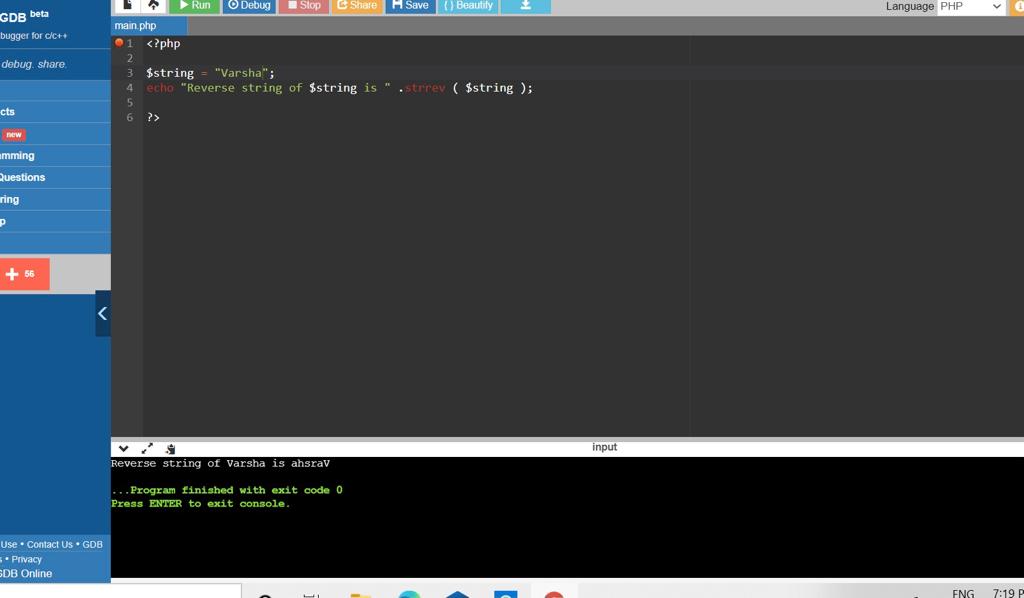 GDB beta
bugger for c/c++
debug. share.
cts
new
mming
Questions
ring
p
56
Use • Contact Us • GDB
s • Privacy
GDB Online
Run Debug Stop Share Save { } Beautify
Language PHP
main.php
1 <?php
2
3 $string = "Varsha";
4 echo "Reverse string of $string is " .strrev ( $string );
5
6 ?>
input
Reverse string of Varsha is ahsraV
...Program finished with exit code 0
Press ENTER to exit console.
ENG 7:19 P